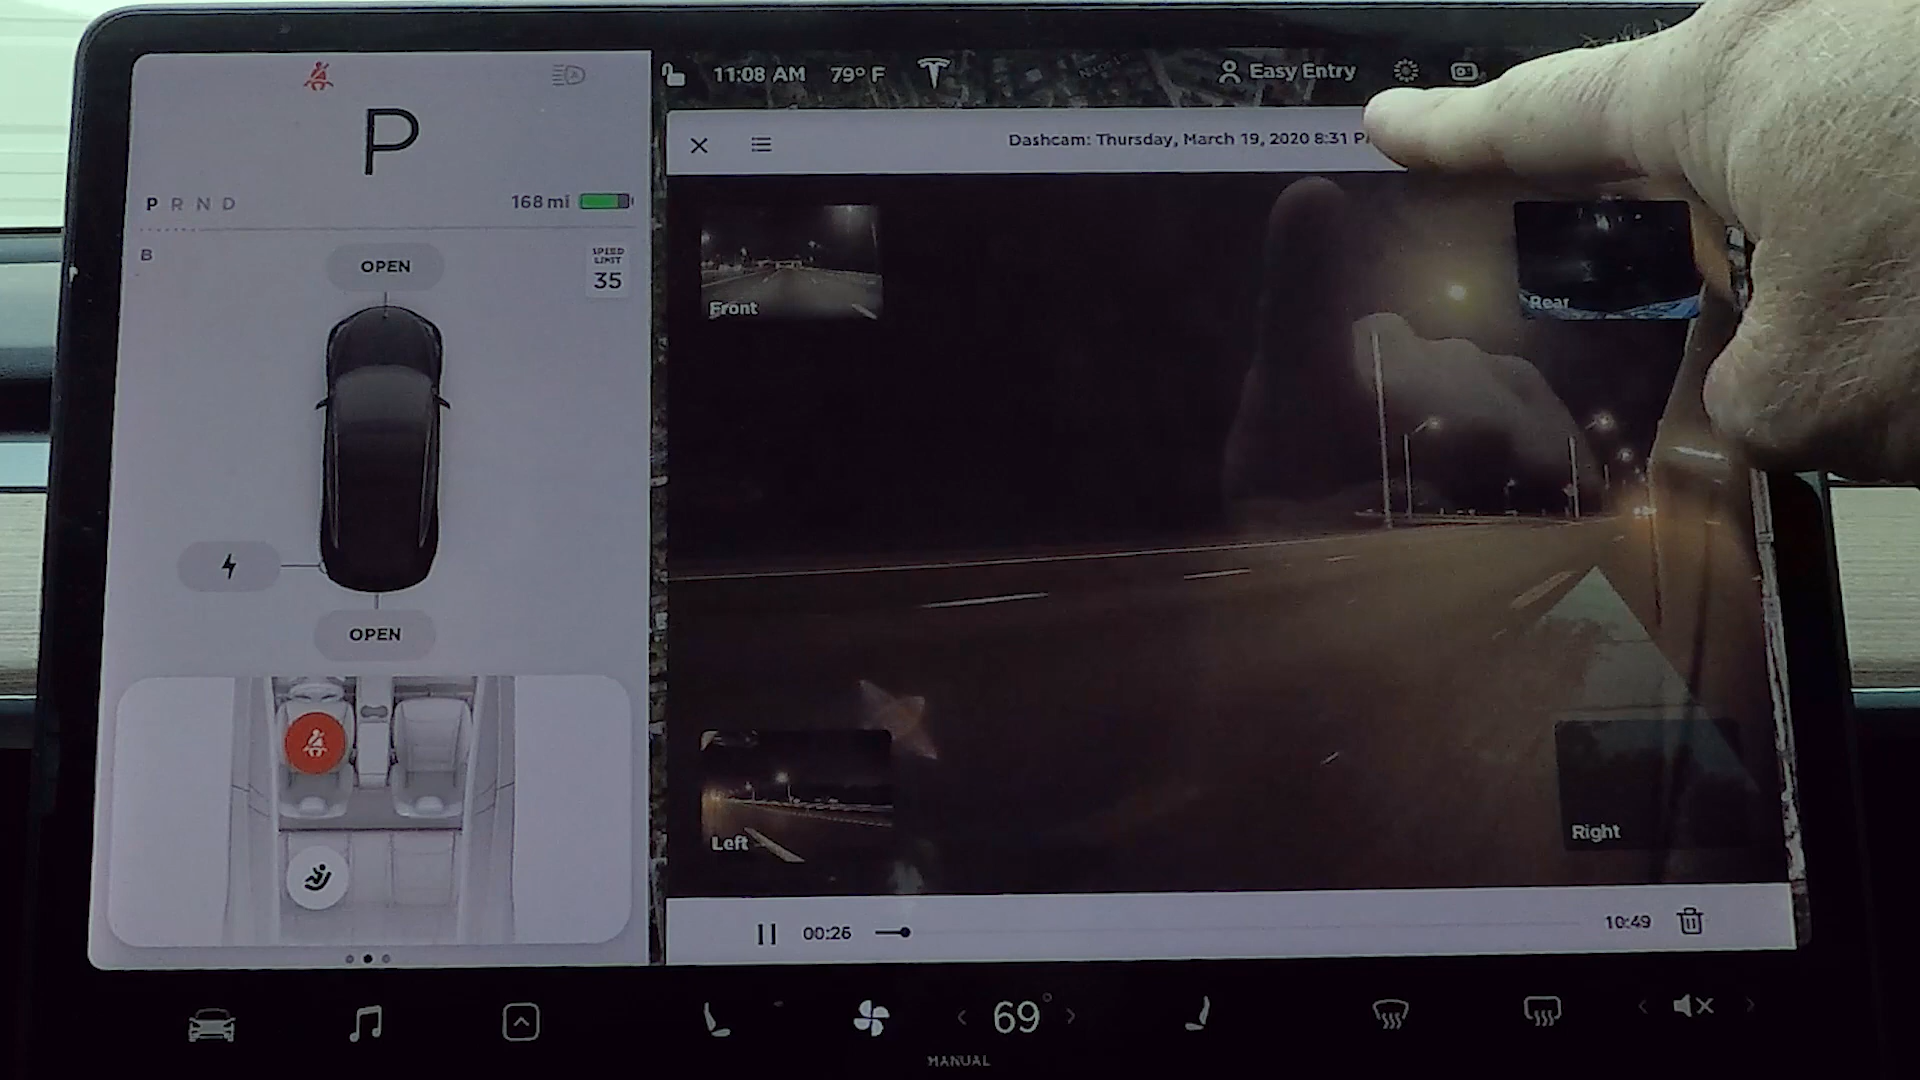 11:08 AM 79° F Easy Entry
P
Dashcam: Thursday, March 19, 2020 8:31 P
P R N D 168 mi
B
SPEED LIMIT 35
OPEN
Front
Rear
OPEN
Left
Right
00:26
10:49
69°
MANUAL